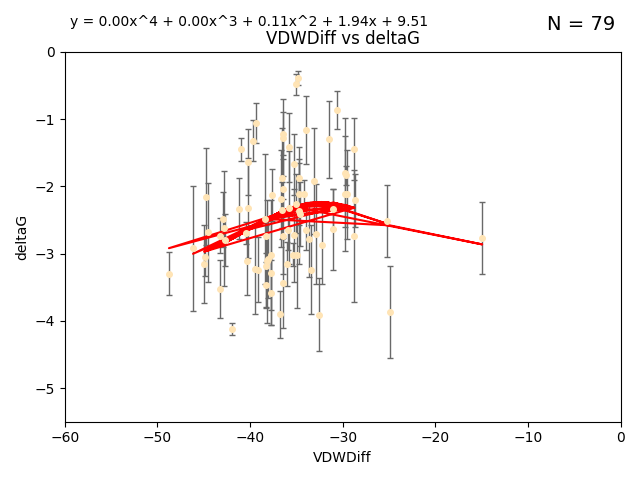 y = 0.00x^4 + 0.00x^3 + 0.11x^2 + 1.94x + 9.51
N = 79
VDWDiff vs deltaG
0
−1
−2
−3
−4
−5
deltaG
−60 −50 −40 −30 −20 −10 0
VDWDiff